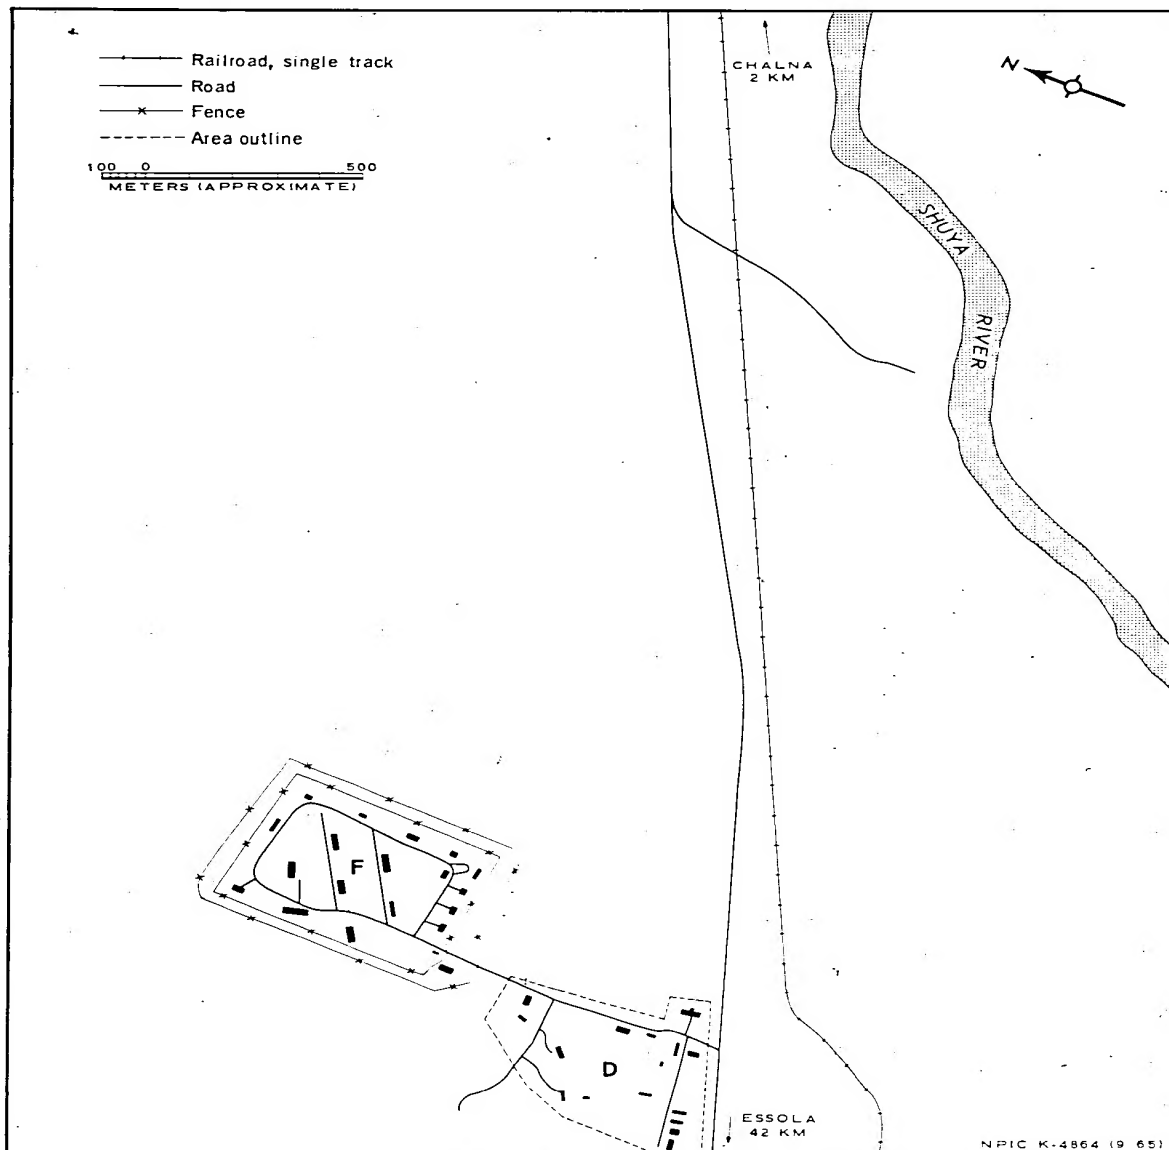 Railroad, single track
Road
Fence
Area outline
100 0 500
METERS (APPROXIMATE)
CHALNA
2 KM
N
SHUYA
RIVER
F
D
ESSOLA
42 KM
NPIC K-4864 (9 65)